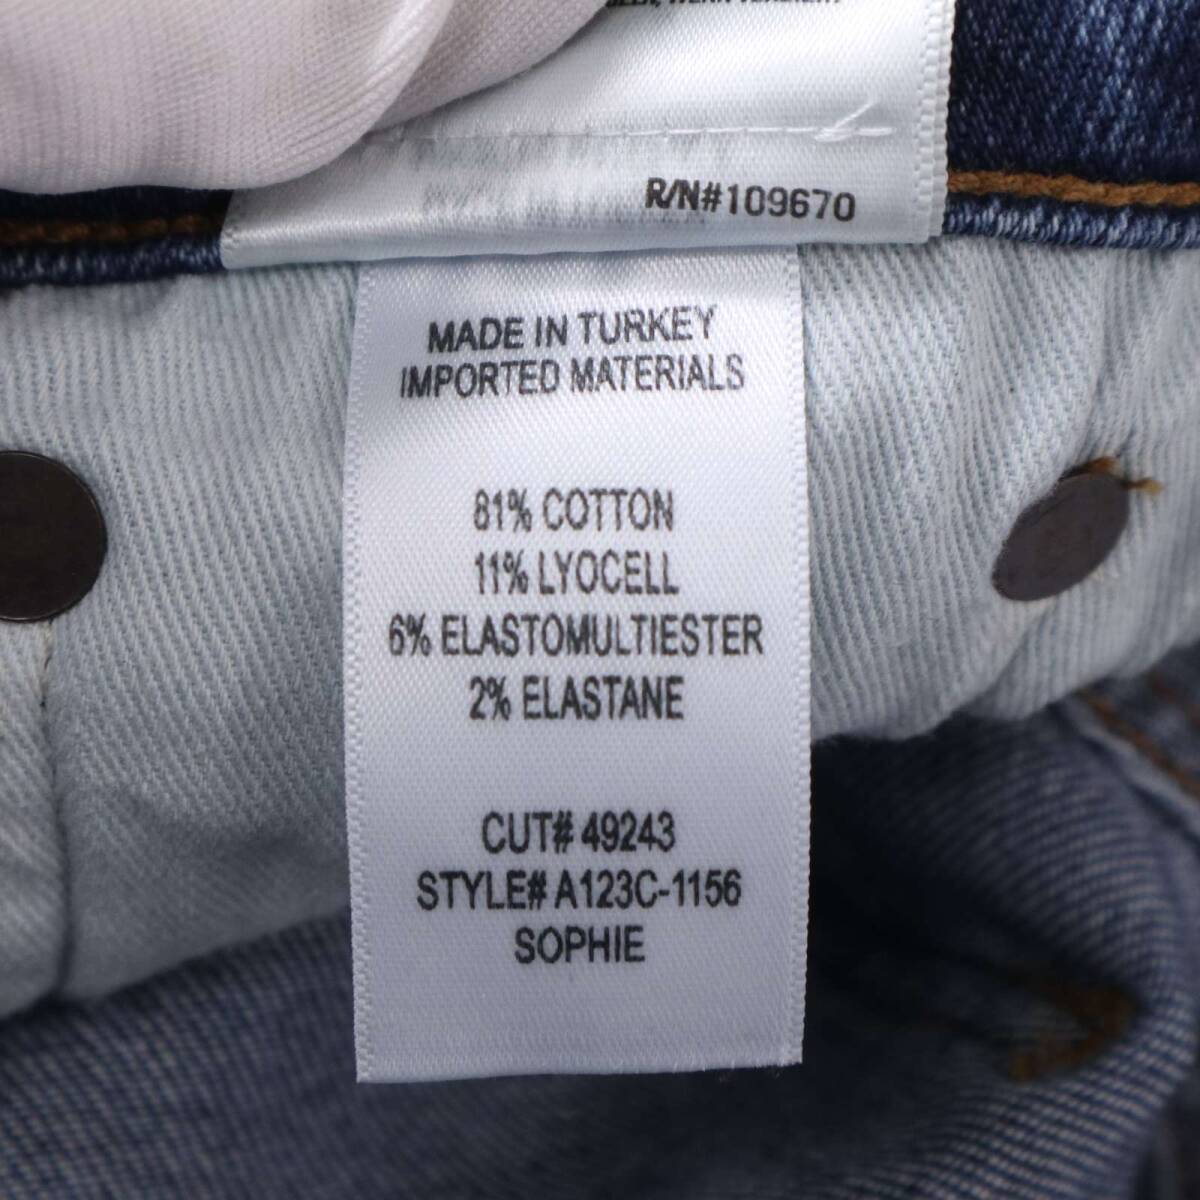 R/N#109670
MADE IN TURKEY
IMPORTED MATERIALS
81% COTTON
11% LYOCELL
6% ELASTOMULTIESTER
2% ELASTANE
CUT# 49243
STYLE# A123C-1156
SOPHIE